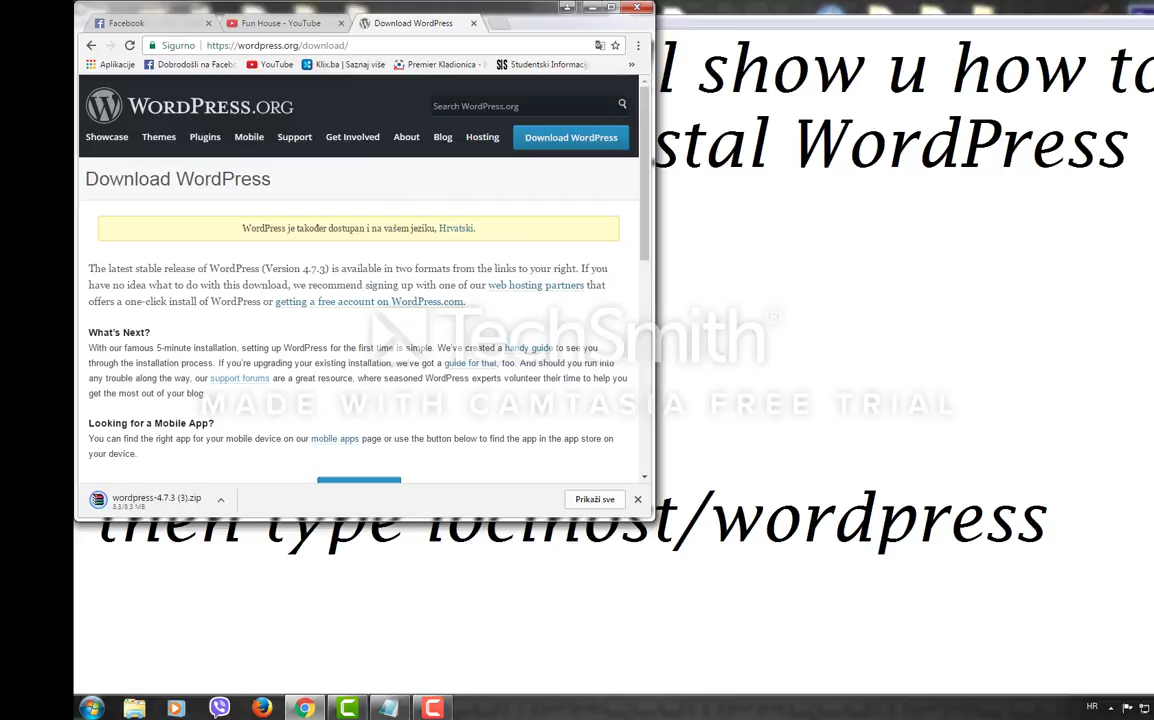 Facebook
Fun House - YouTube
Download WordPress
Sigurno
https://wordpress.org/download/
Aplikacije
Dobrodošli na Faceb
YouTube
Klix.ba | Saznaj više
Premier Kladionica -
Studentski Informaci
WORDPRESS.ORG
Search WordPress.org
Showcase
Themes
Plugins
Mobile
Support
Get Involved
About
Blog
Hosting
Download WordPress
Download WordPress
WordPress je također dostupan i na vašem jeziku, Hrvatski.
The latest stable release of WordPress (Version 4.7.3) is available in two formats from the links to your right. If you
have no idea what to do with this download, we recommend signing up with one of our web hosting partners that
offers a one-click install of WordPress or getting a free account on WordPress.com.
What's Next?
With our famous 5-minute installation, setting up WordPress for the first time is simple. We've created a handy guide to see you
through the installation process. If you're upgrading your existing installation, we've got a guide for that, too. And should you run into
any trouble along the way, our support forums are a great resource, where seasoned WordPress experts volunteer their time to help you
get the most out of your blog.
Looking for a Mobile App?
You can find the right app for your mobile device on our mobile apps page or use the button below to find the app in the app store on
your device.
wordpress-4.7.3 (3).zip
8.3/8.3 MB
Prikaži sve
l show u how to
stal WordPress
then type loclhost/wordpress
TechSmith
MADE WITH CAMTASIA FREE TRIAL
HR